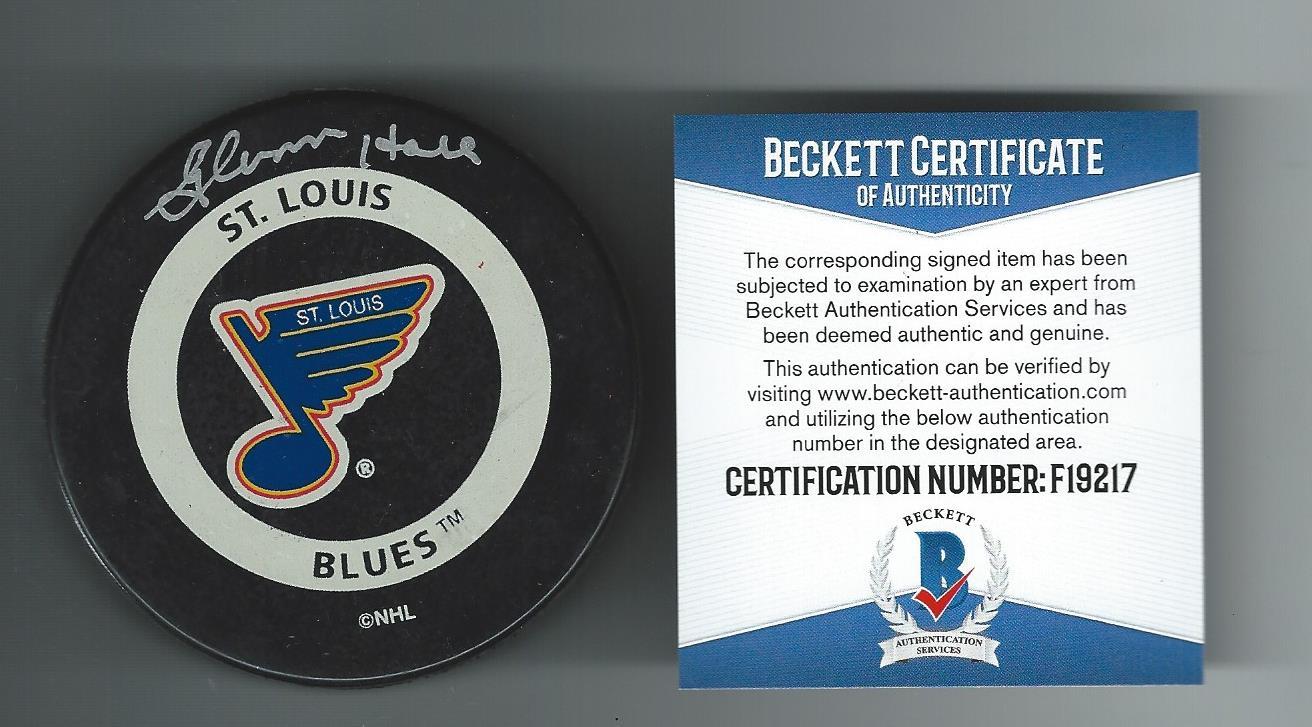 Glenn Hall
ST. LOUIS
ST. LOUIS
®
BLUES™
©NHL
BECKETT CERTIFICATE
OF AUTHENTICITY
The corresponding signed item has been
subjected to examination by an expert from
Beckett Authentication Services and has
been deemed authentic and genuine.
This authentication can be verified by
visiting www.beckett-authentication.com
and utilizing the below authentication
number in the designated area.
CERTIFICATION NUMBER: F19217
BECKETT
B
AUTHENTICATION
SERVICES